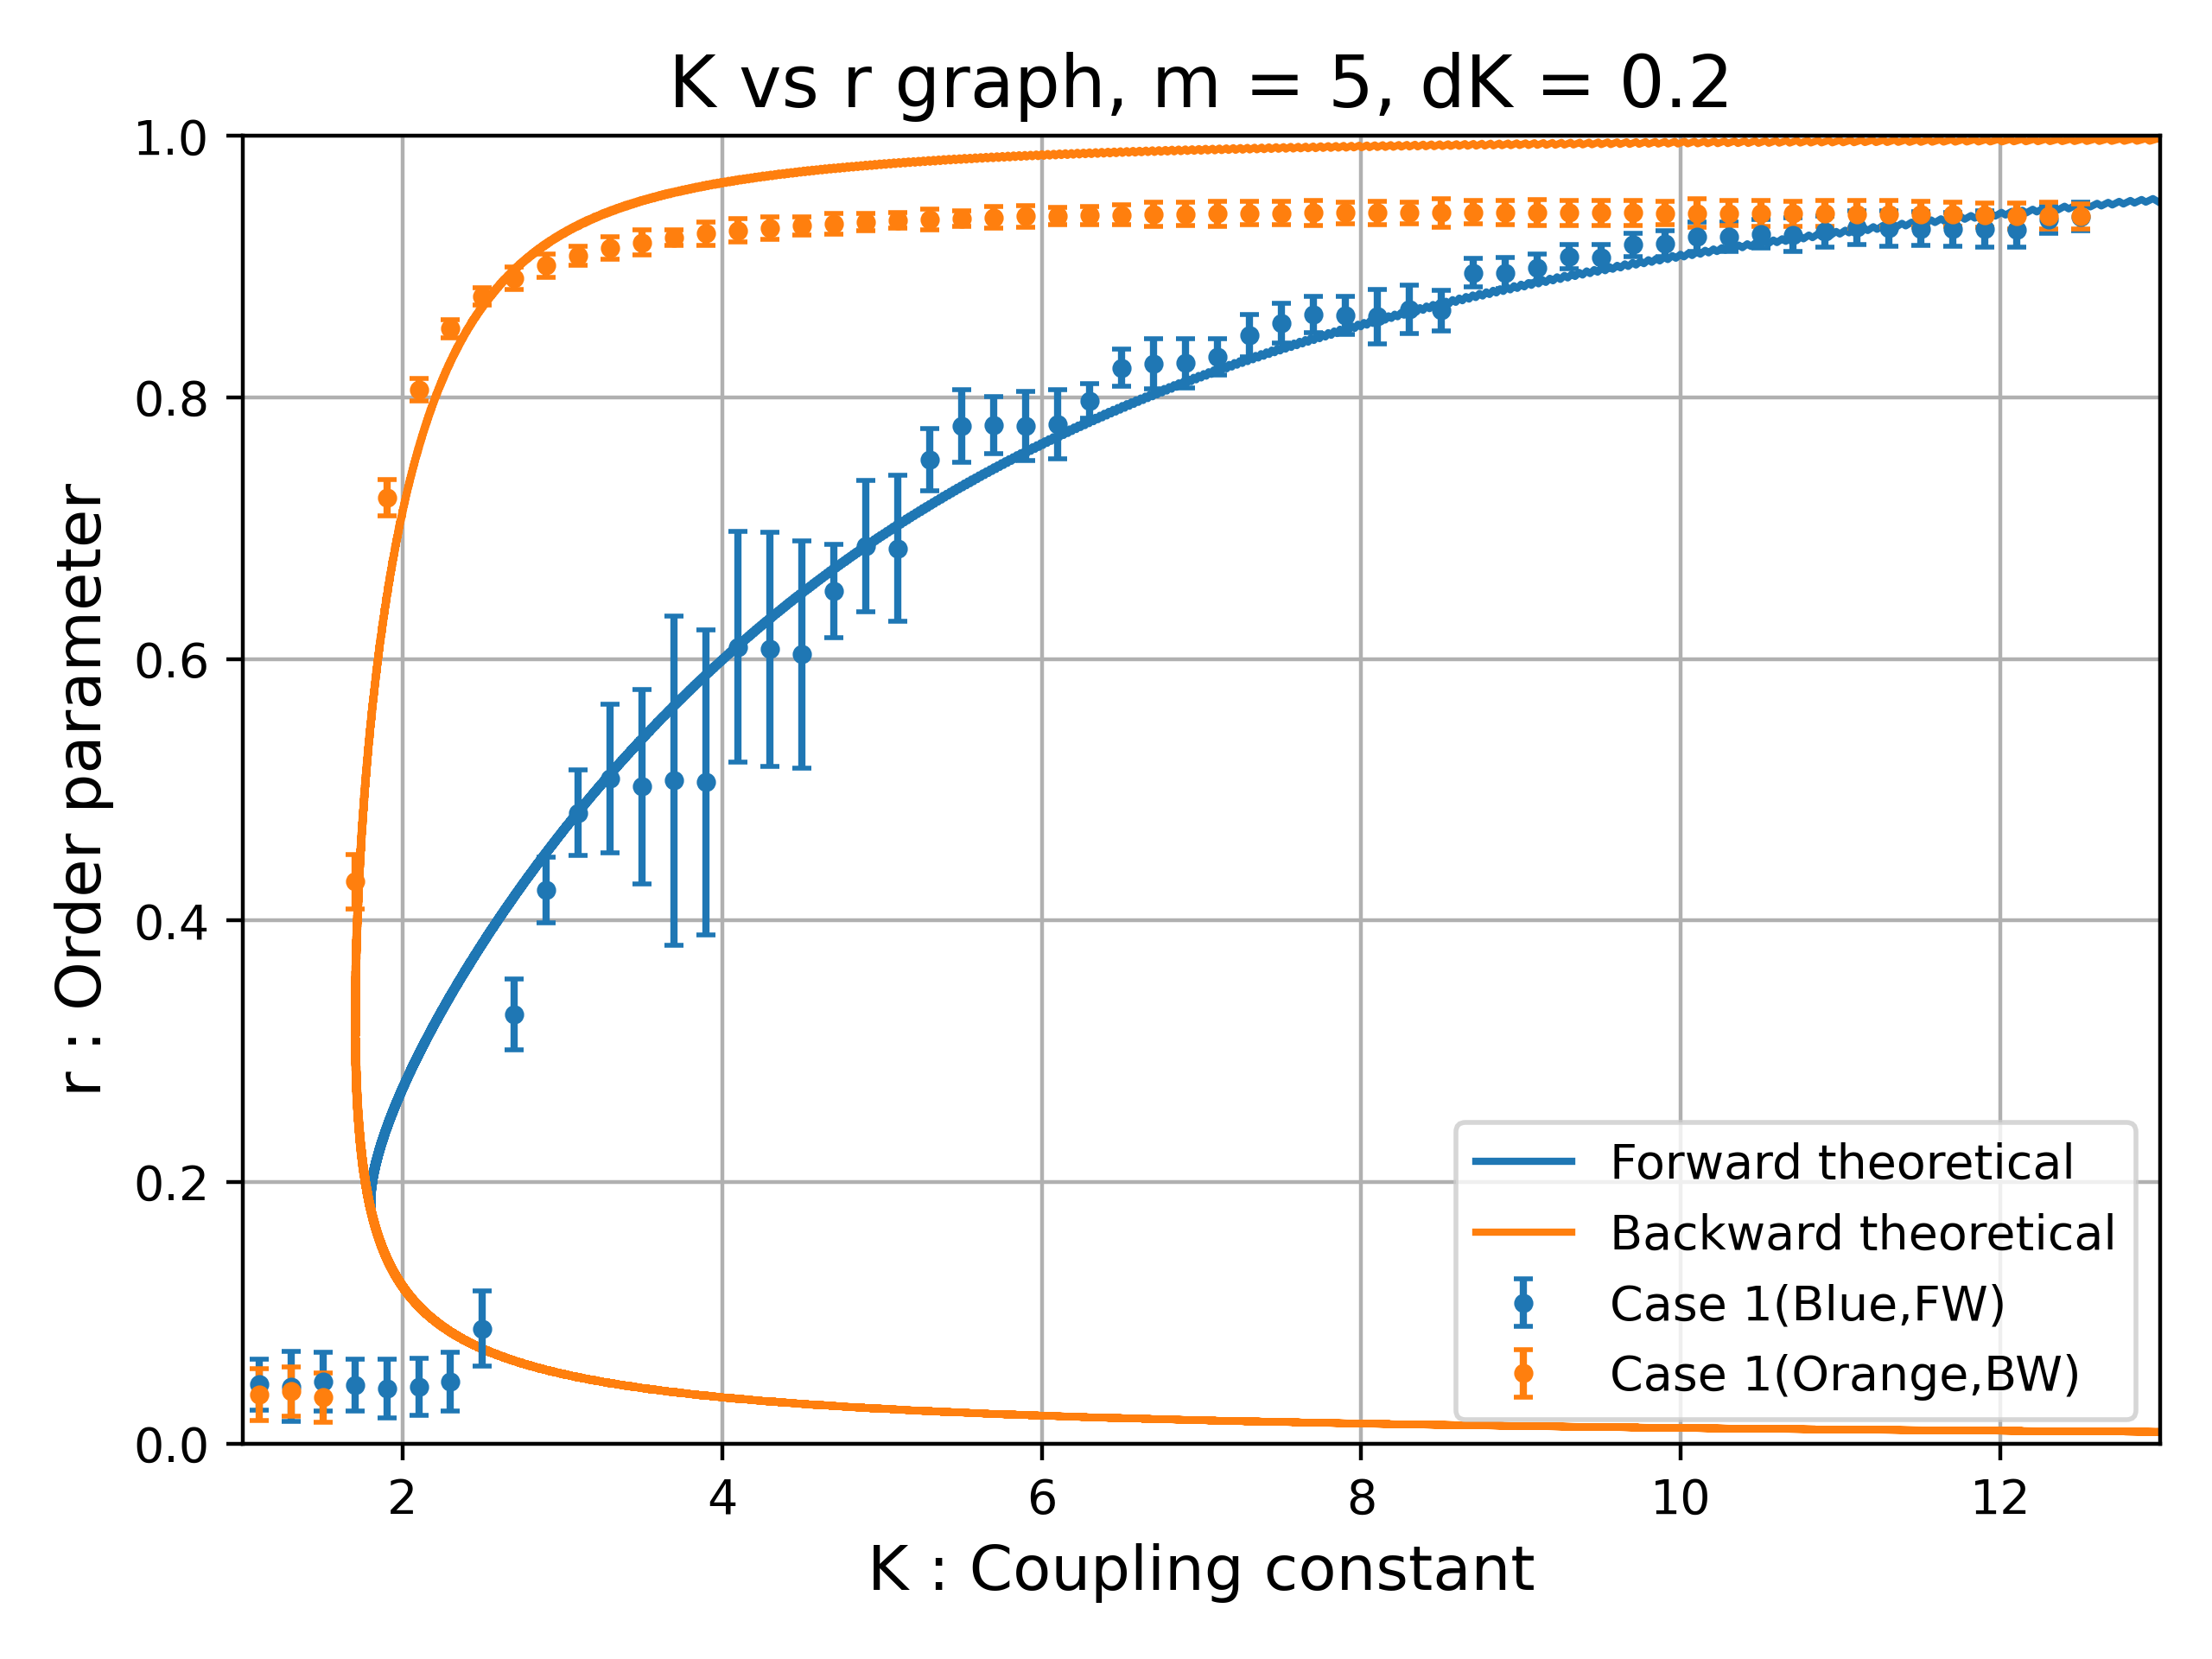 K vs r graph, m = 5, dK = 0.2
1.0
0.8
0.6
0.4
0.2
0.0
r : Order parameter
2 4 6 8 10 12
K : Coupling constant
Forward theoretical
Backward theoretical
Case 1(Blue,FW)
Case 1(Orange,BW)